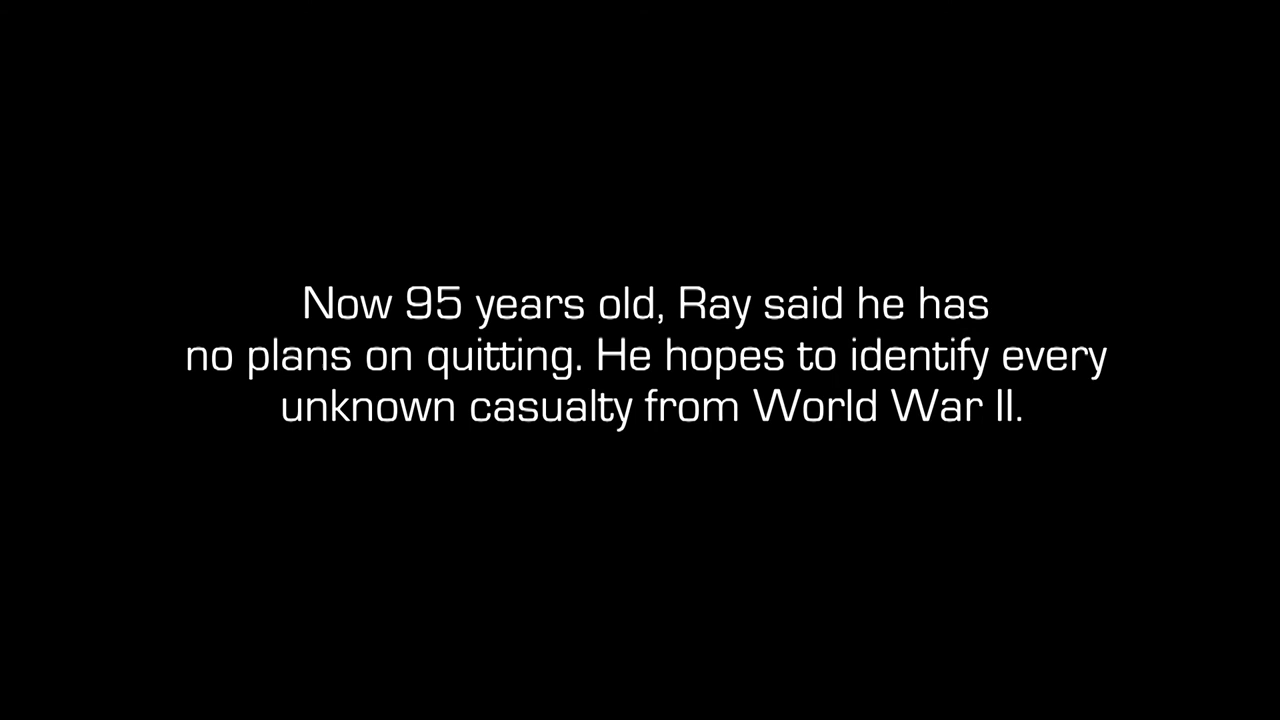 Now 95 years old, Ray said he has
no plans on quitting. He hopes to identify every
unknown casualty from World War II.